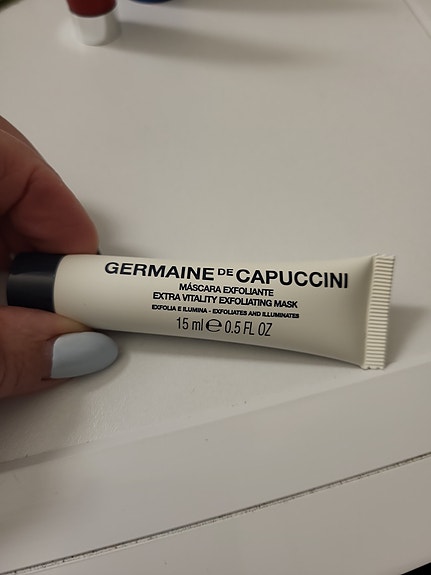 GERMAINE DE CAPUCCINI
MÁSCARA EXFOLIANTE
EXTRA VITALITY EXFOLIATING MASK
EXFOLIA E ILUMINA - EXFOLIATES AND ILLUMINATES
15 ml ℮ 0.5 FL OZ